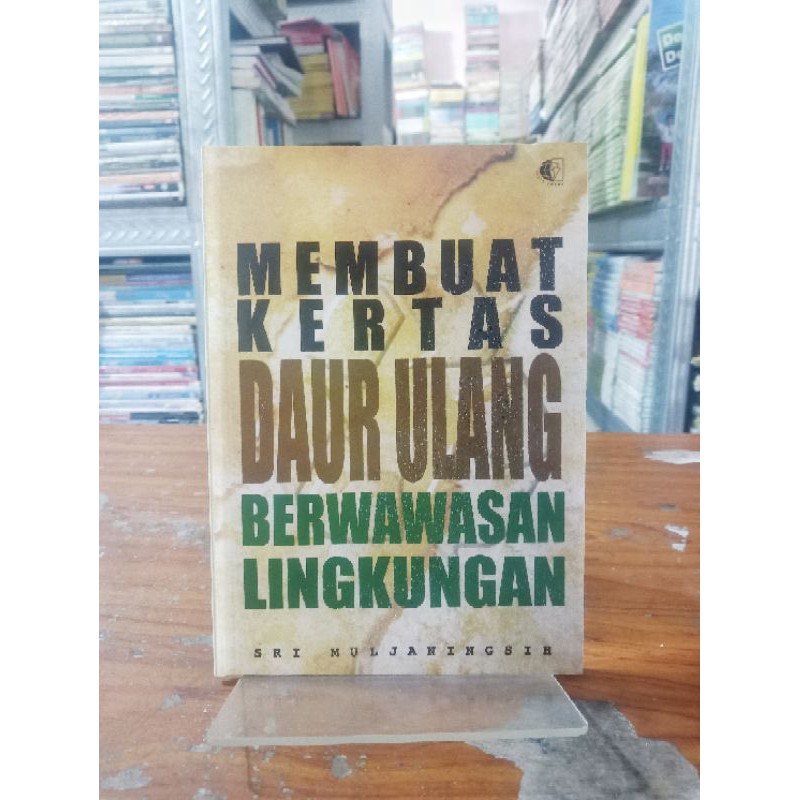 MEMBUAT
KERTAS
DAUR ULANG
BERWAWASAN
LINGKUNGAN
SRI MULJANINGSIH